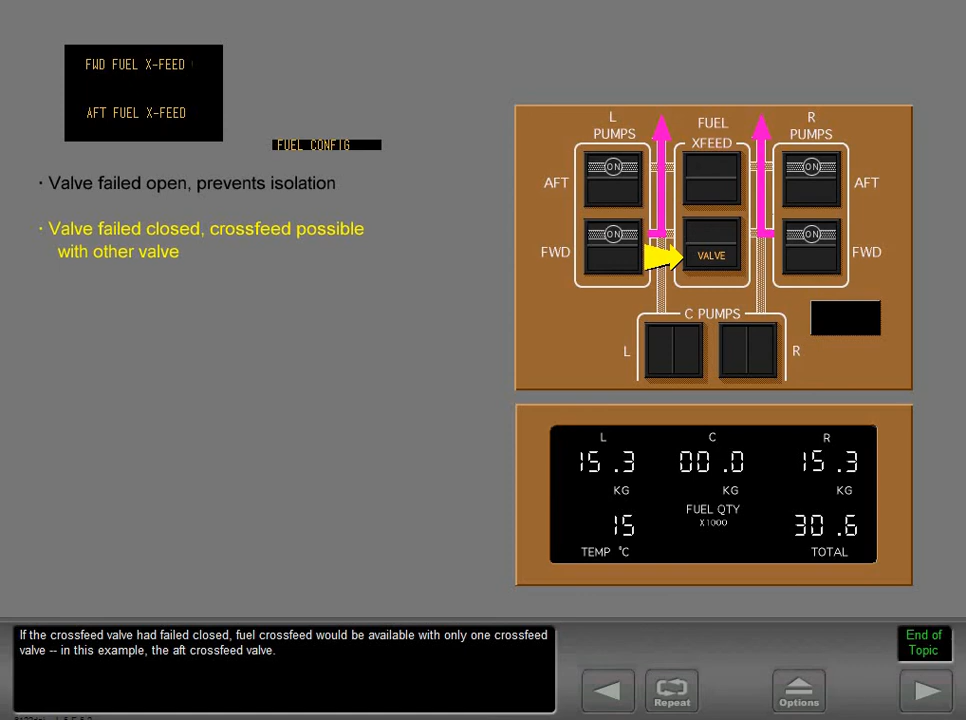 FWD FUEL X-FEED
AFT FUEL X-FEED
FUEL CONFIG
· Valve failed open, prevents isolation
· Valve failed closed, crossfeed possible
with other valve
L
PUMPS
FUEL
XFEED
R
PUMPS
AFT
ON
ON
AFT
FWD
ON
VALVE
ON
FWD
C PUMPS
L
R
L
C
R
15.3
00.0
15.3
KG
KG
KG
FUEL QTY
X1000
15
30.6
TEMP °C
TOTAL
If the crossfeed valve had failed closed, fuel crossfeed would be available with only one crossfeed
valve -- in this example, the aft crossfeed valve.
End of
Topic
Repeat
Options